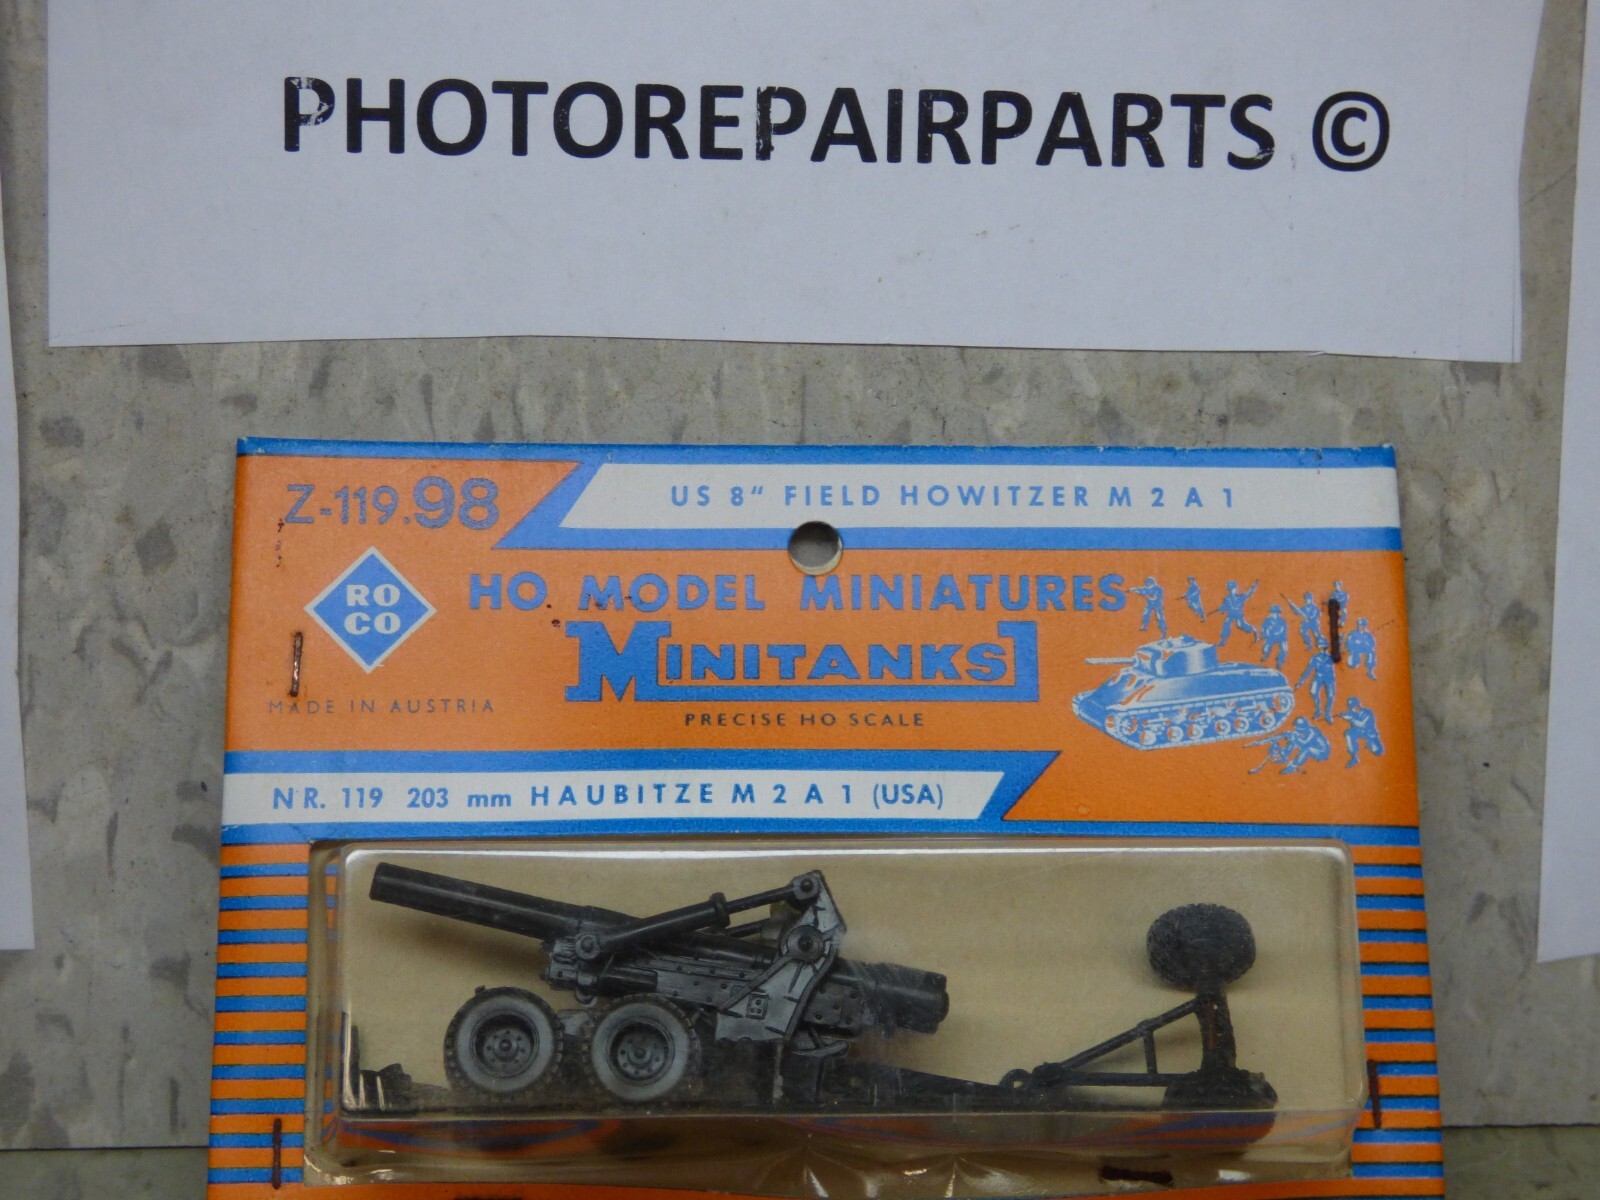 PHOTOREPAIRPARTS ©
Z-119.98
US 8" FIELD HOWITZER M 2 A 1
RO
CO
HO MODEL MINIATURES
MINITANKS
MADE IN AUSTRIA
PRECISE HO SCALE
NR. 119 203 mm HAUBITZE M 2 A 1 (USA)